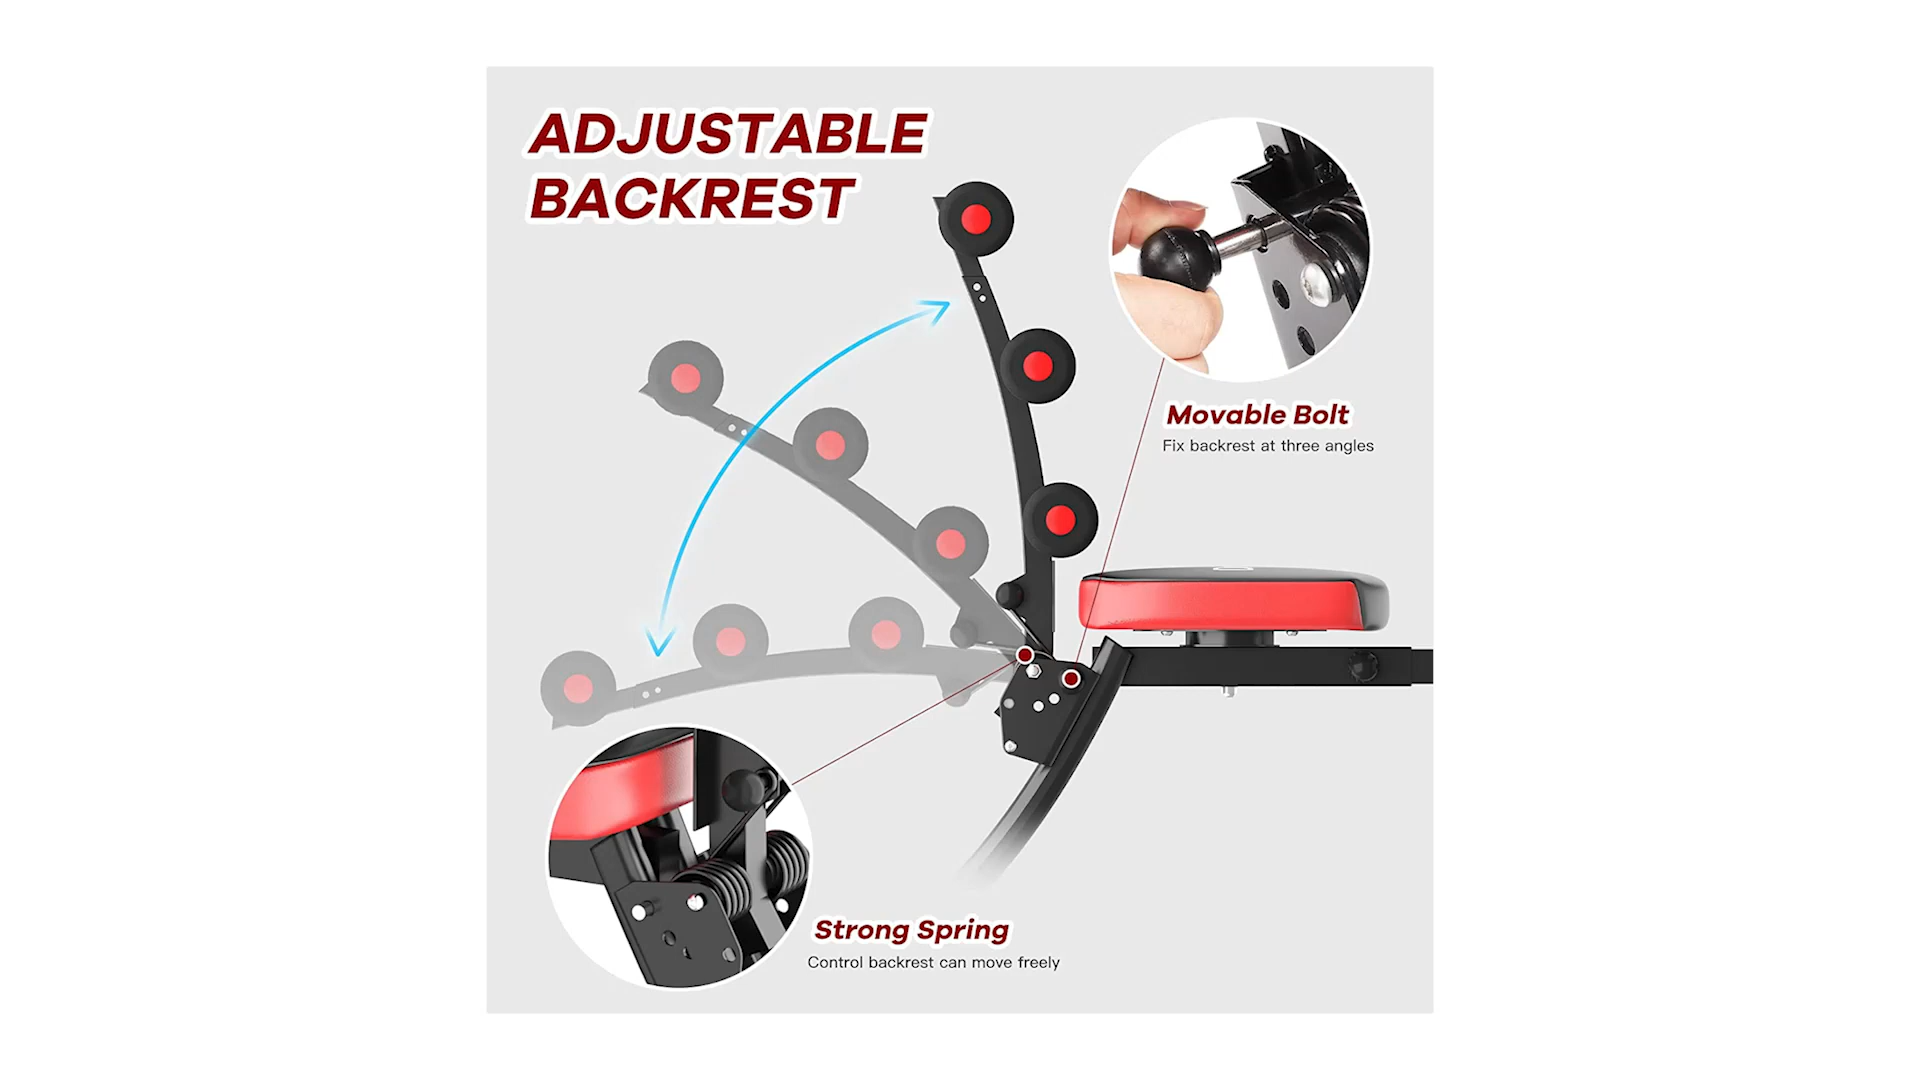 ADJUSTABLE
BACKREST
Movable Bolt
Fix backrest at three angles
Strong Spring
Control backrest can move freely